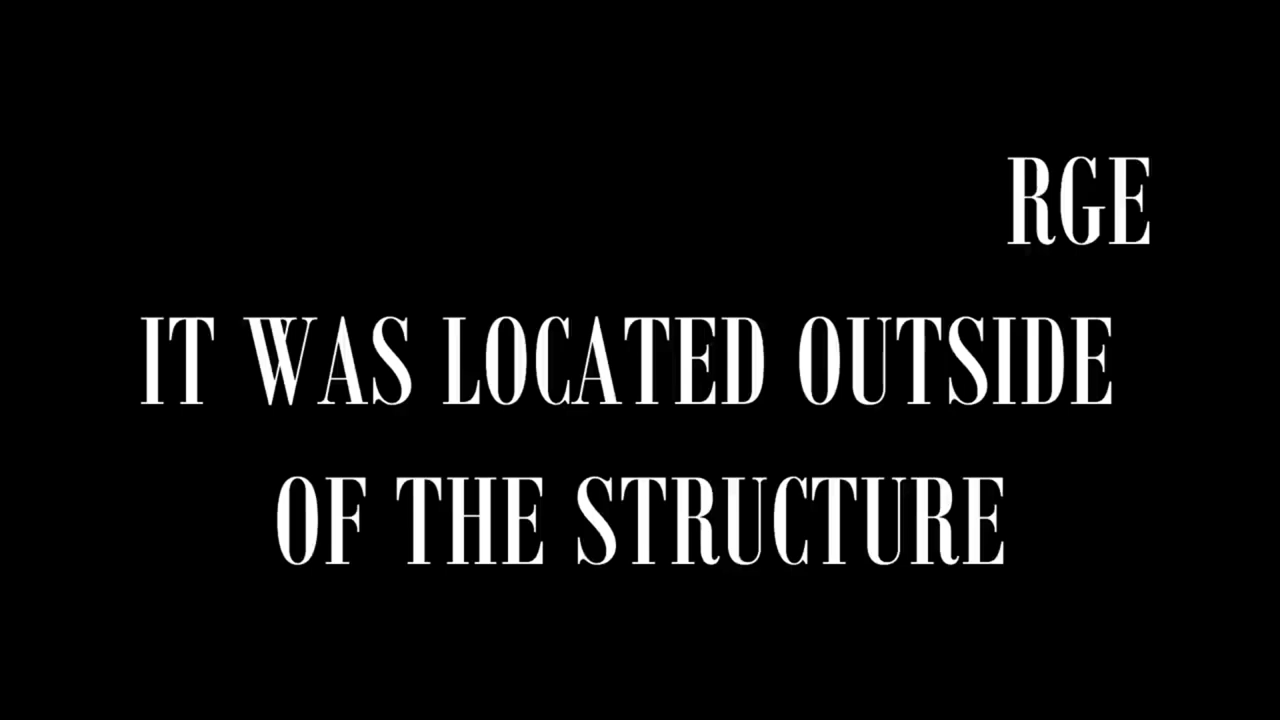 RGE
IT WAS LOCATED OUTSIDE
OF THE STRUCTURE